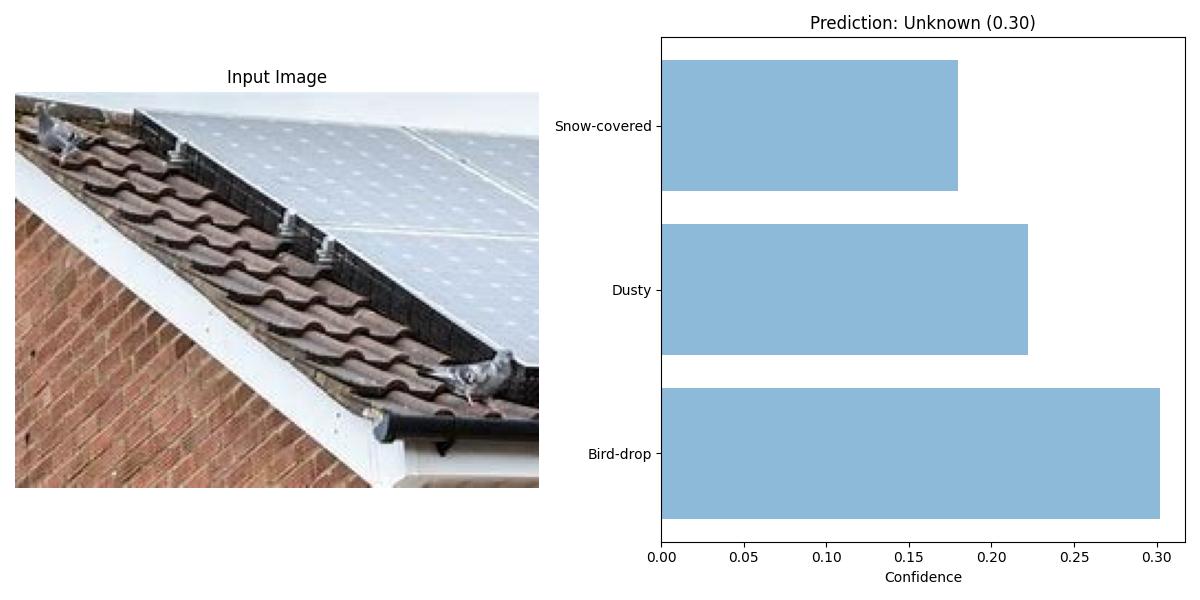 Input Image
Prediction: Unknown (0.30)
Snow-covered
Dusty
Bird-drop
0.00 0.05 0.10 0.15 0.20 0.25 0.30
Confidence